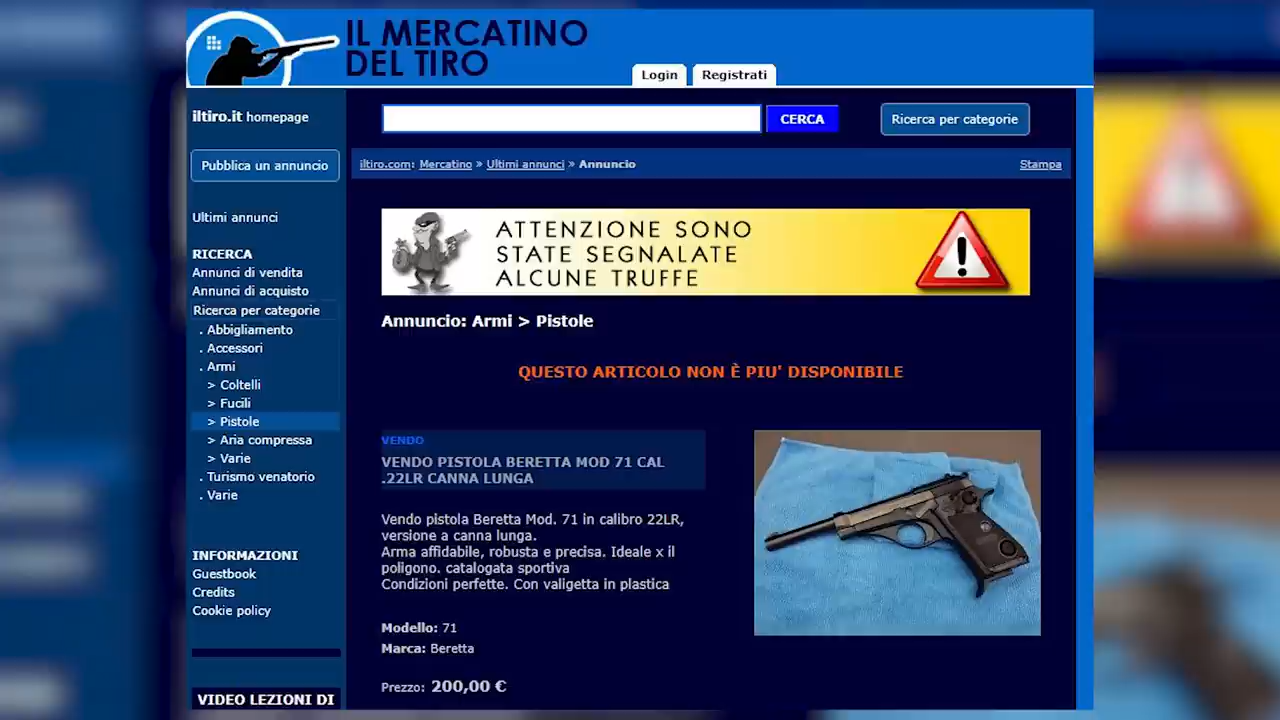 IL MERCATINO
DEL TIRO
Login
Registrati
iltiro.it homepage
CERCA
Ricerca per categorie
Pubblica un annuncio
iltiro.com: Mercatino » Ultimi annunci » Annuncio
Stampa
Ultimi annunci
RICERCA
Annunci di vendita
Annunci di acquisto
Ricerca per categorie
. Abbigliamento
. Accessori
. Armi
> Coltelli
> Fucili
> Pistole
> Aria compressa
> Varie
. Turismo venatorio
. Varie
INFORMAZIONI
Guestbook
Credits
Cookie policy
VIDEO LEZIONI DI
ATTENZIONE SONO
STATE SEGNALATE
ALCUNE TRUFFE
Annuncio: Armi > Pistole
QUESTO ARTICOLO NON È PIU' DISPONIBILE
VENDO
VENDO PISTOLA BERETTA MOD 71 CAL
.22LR CANNA LUNGA
Vendo pistola Beretta Mod. 71 in calibro 22LR,
versione a canna lunga.
Arma affidabile, robusta e precisa. Ideale x il
poligono. catalogata sportiva
Condizioni perfette. Con valigetta in plastica
Modello: 71
Marca: Beretta
Prezzo: 200,00 €